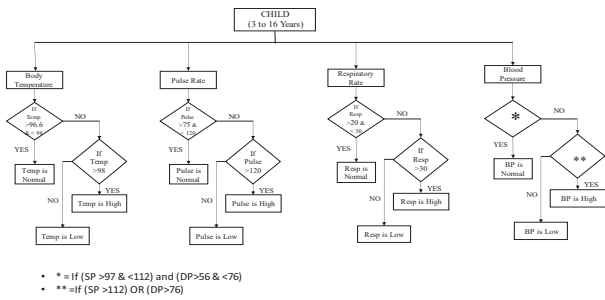 CHILD
(3 to 16 Years)
Body
Temperature
Pulse Rate
Respiratory
Rate
Blood
Pressure
If
Temp
>96.6
& < 98
NO
If
Pulse
>75 &
< 120
NO
If
Resp
>20 &
< 30
NO
*
NO
YES
Temp is
Normal
If
Temp
>98
YES
Pulse is
Normal
If
Pulse
>120
YES
Resp is
Normal
If
Resp
>30
YES
BP is
Normal
**
NO
YES
Temp is High
NO
YES
Pulse is High
NO
YES
Resp is High
NO
YES
BP is High
Temp is Low
Pulse is Low
Resp is Low
BP is Low
• * = If (SP >97 & <112) and (DP>56 & <76)
• ** =If (SP >112) OR (DP>76)